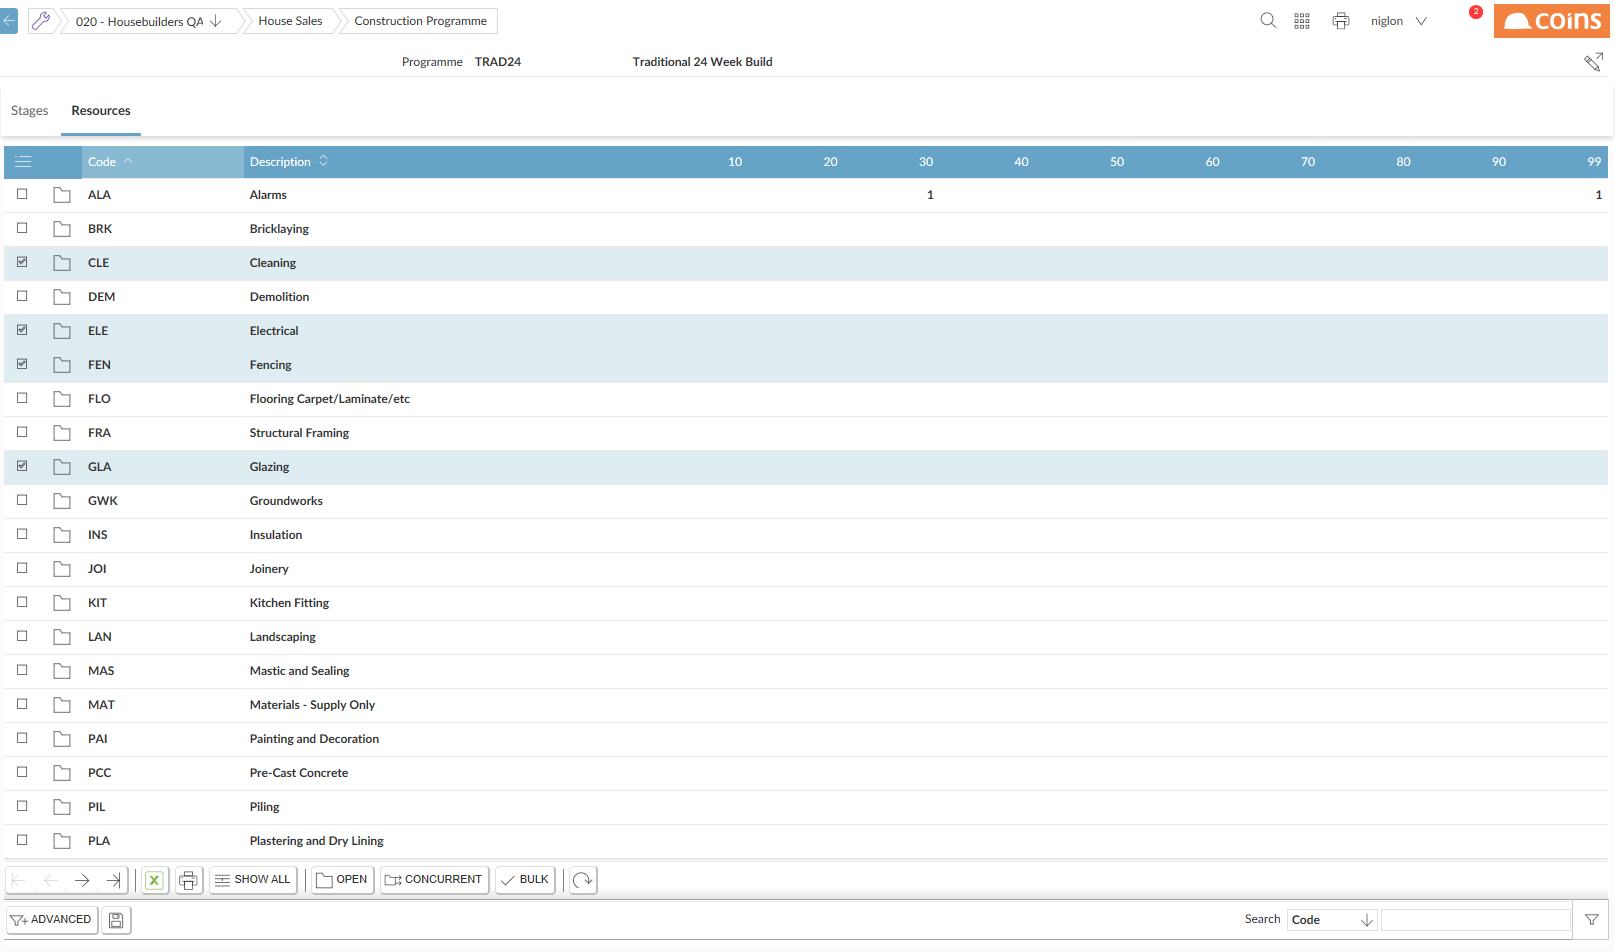 020 - Housebuilders QA House Sales Construction Programme niglon 2 coins
Programme TRAD24 Traditional 24 Week Build
Stages Resources
Code Description 10 20 30 40 50 60 70 80 90 99
ALA Alarms 1 1
BRK Bricklaying
CLE Cleaning
DEM Demolition
ELE Electrical
FEN Fencing
FLO Flooring Carpet/Laminate/etc
FRA Structural Framing
GLA Glazing
GWK Groundworks
INS Insulation
JOI Joinery
KIT Kitchen Fitting
LAN Landscaping
MAS Mastic and Sealing
MAT Materials - Supply Only
PAI Painting and Decoration
PCC Pre-Cast Concrete
PIL Piling
PLA Plastering and Dry Lining
X SHOW ALL OPEN CONCURRENT BULK
ADVANCED Search Code